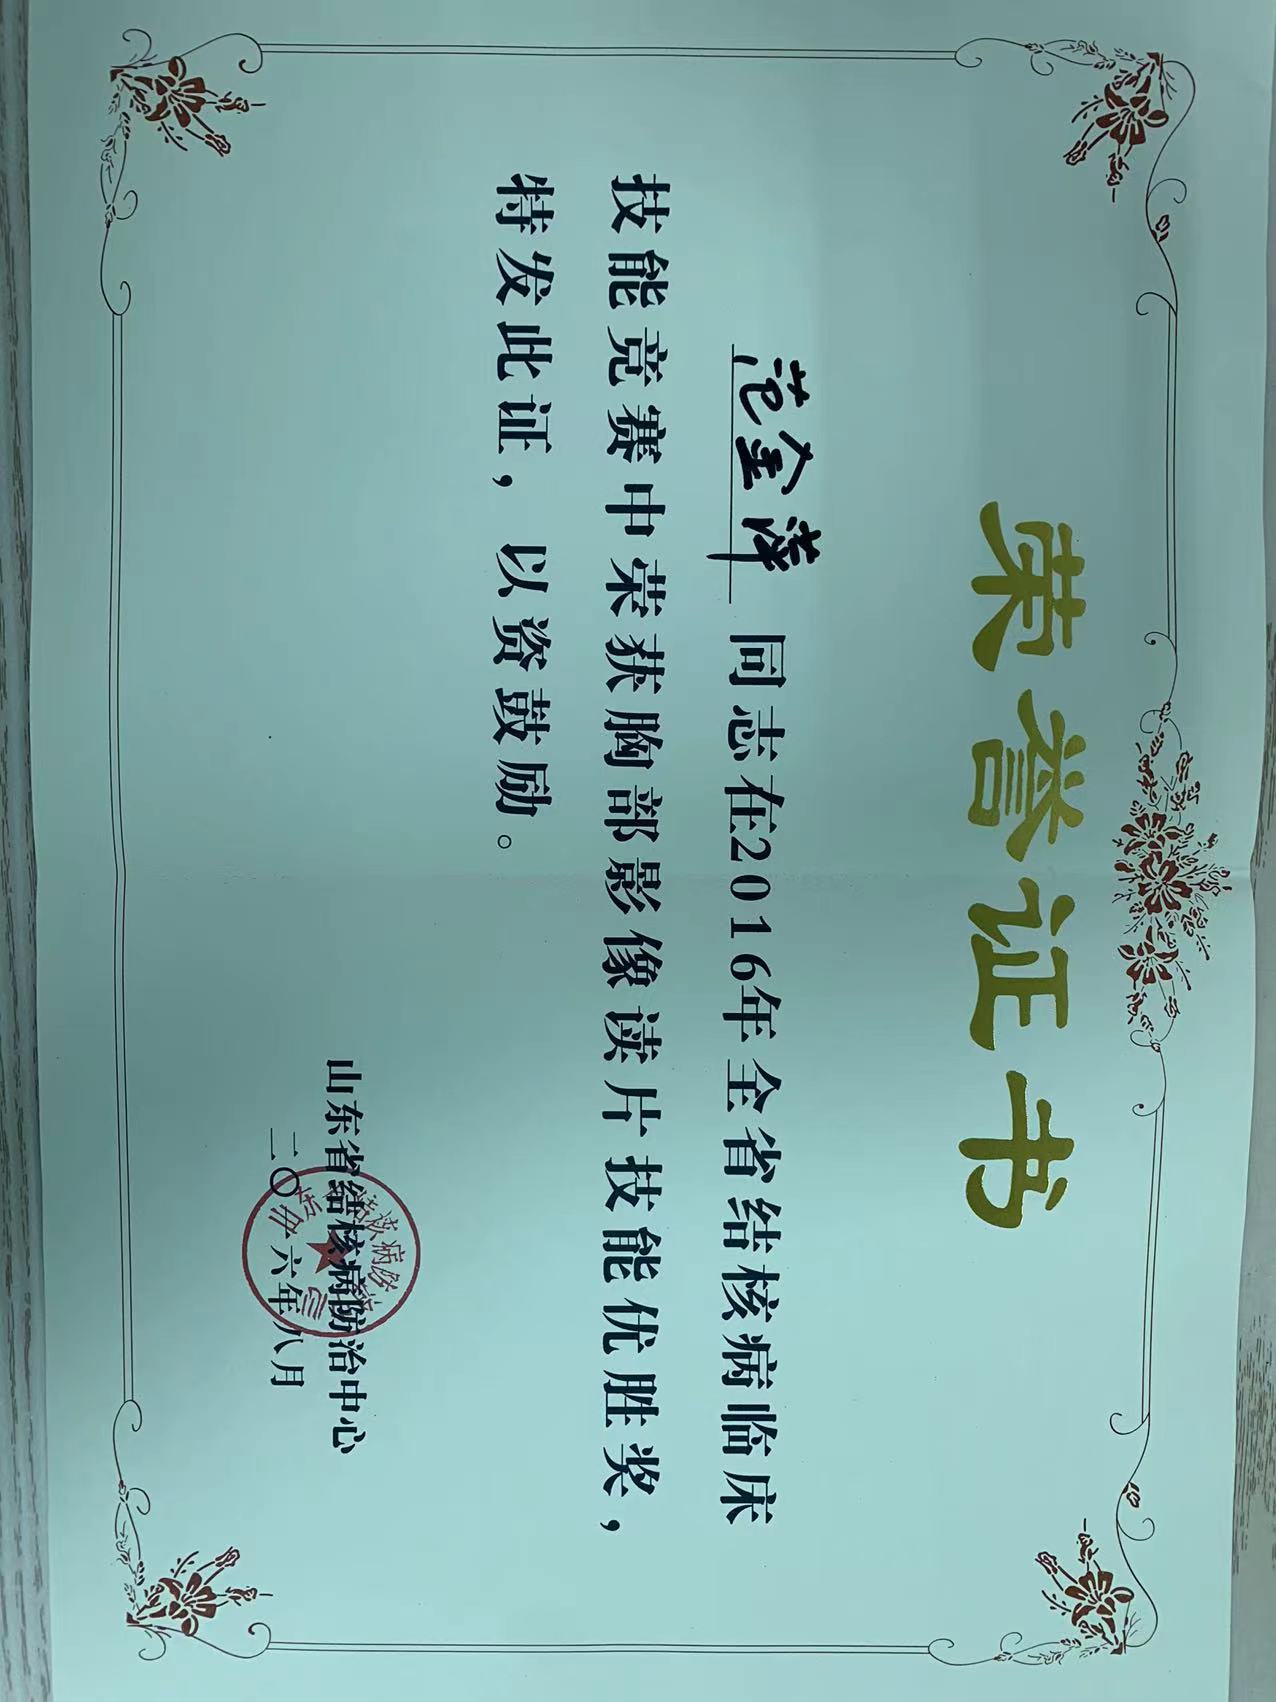 荣誉证书
范金萍 同志在2016年全省结核病临床
技能竞赛中荣获胸部影像读片技能优胜奖，
特发此证，以资鼓励。
山东省结核病防治中心
二〇一六年八月